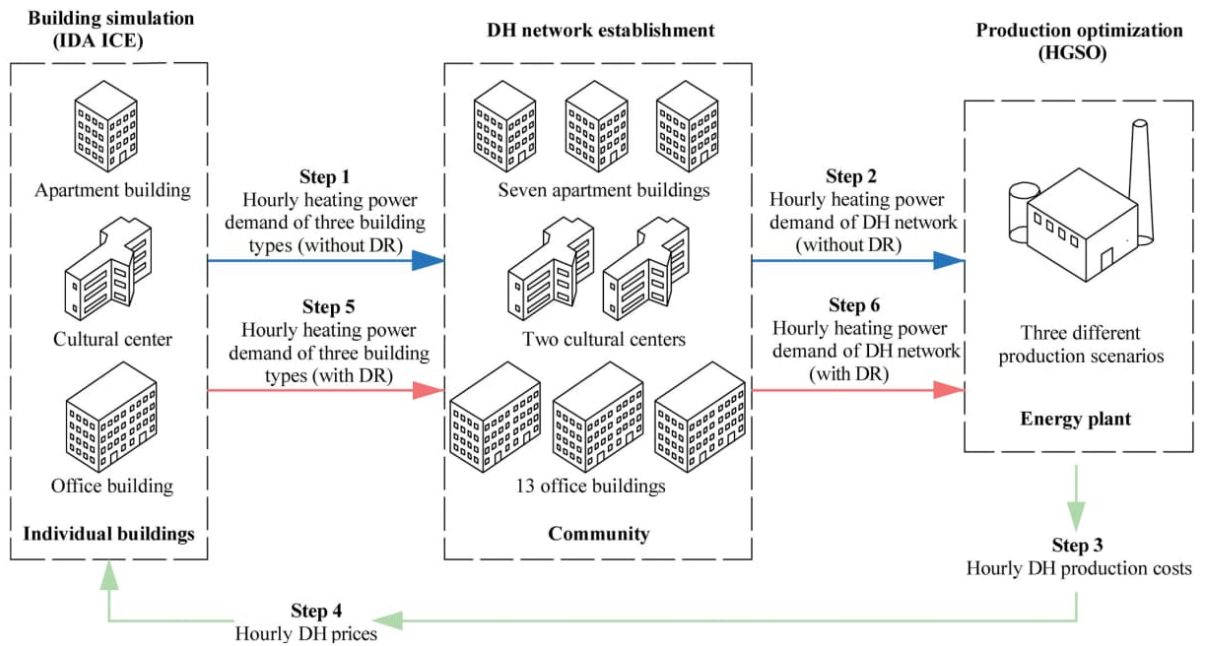 Building simulation
(IDA ICE)
Apartment building
Cultural center
Office building
Individual buildings
Step 1
Hourly heating power
demand of three building
types (without DR)
Step 5
Hourly heating power
demand of three building
types (with DR)
DH network establishment
Seven apartment buildings
Two cultural centers
13 office buildings
Community
Step 2
Hourly heating power
demand of DH network
(without DR)
Step 6
Hourly heating power
demand of DH network
(with DR)
Production optimization
(HGSO)
Three different
production scenarios
Energy plant
Step 3
Hourly DH production costs
Step 4
Hourly DH prices